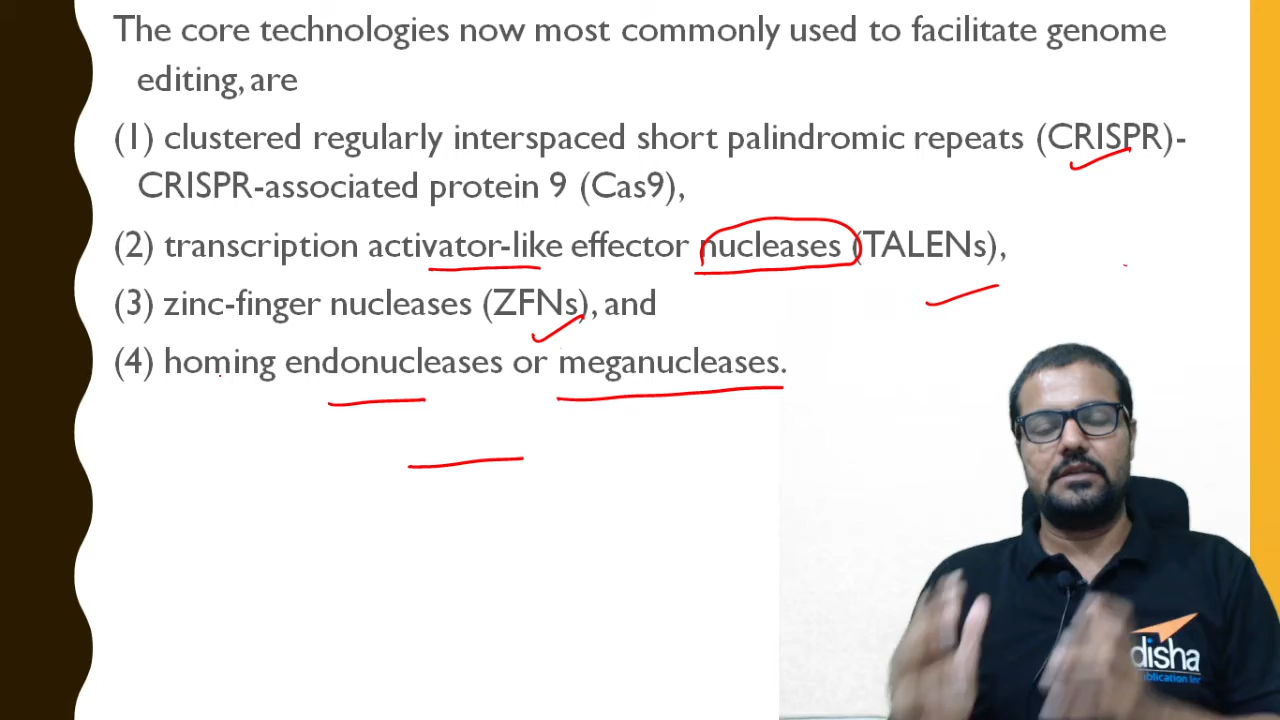 The core technologies now most commonly used to facilitate genome
editing, are
(1) clustered regularly interspaced short palindromic repeats (CRISPR)-
CRISPR-associated protein 9 (Cas9),
(2) transcription activator-like effector nucleases (TALENs),
(3) zinc-finger nucleases (ZFNs), and
(4) homing endonucleases or meganucleases.
disha
ublication Inc